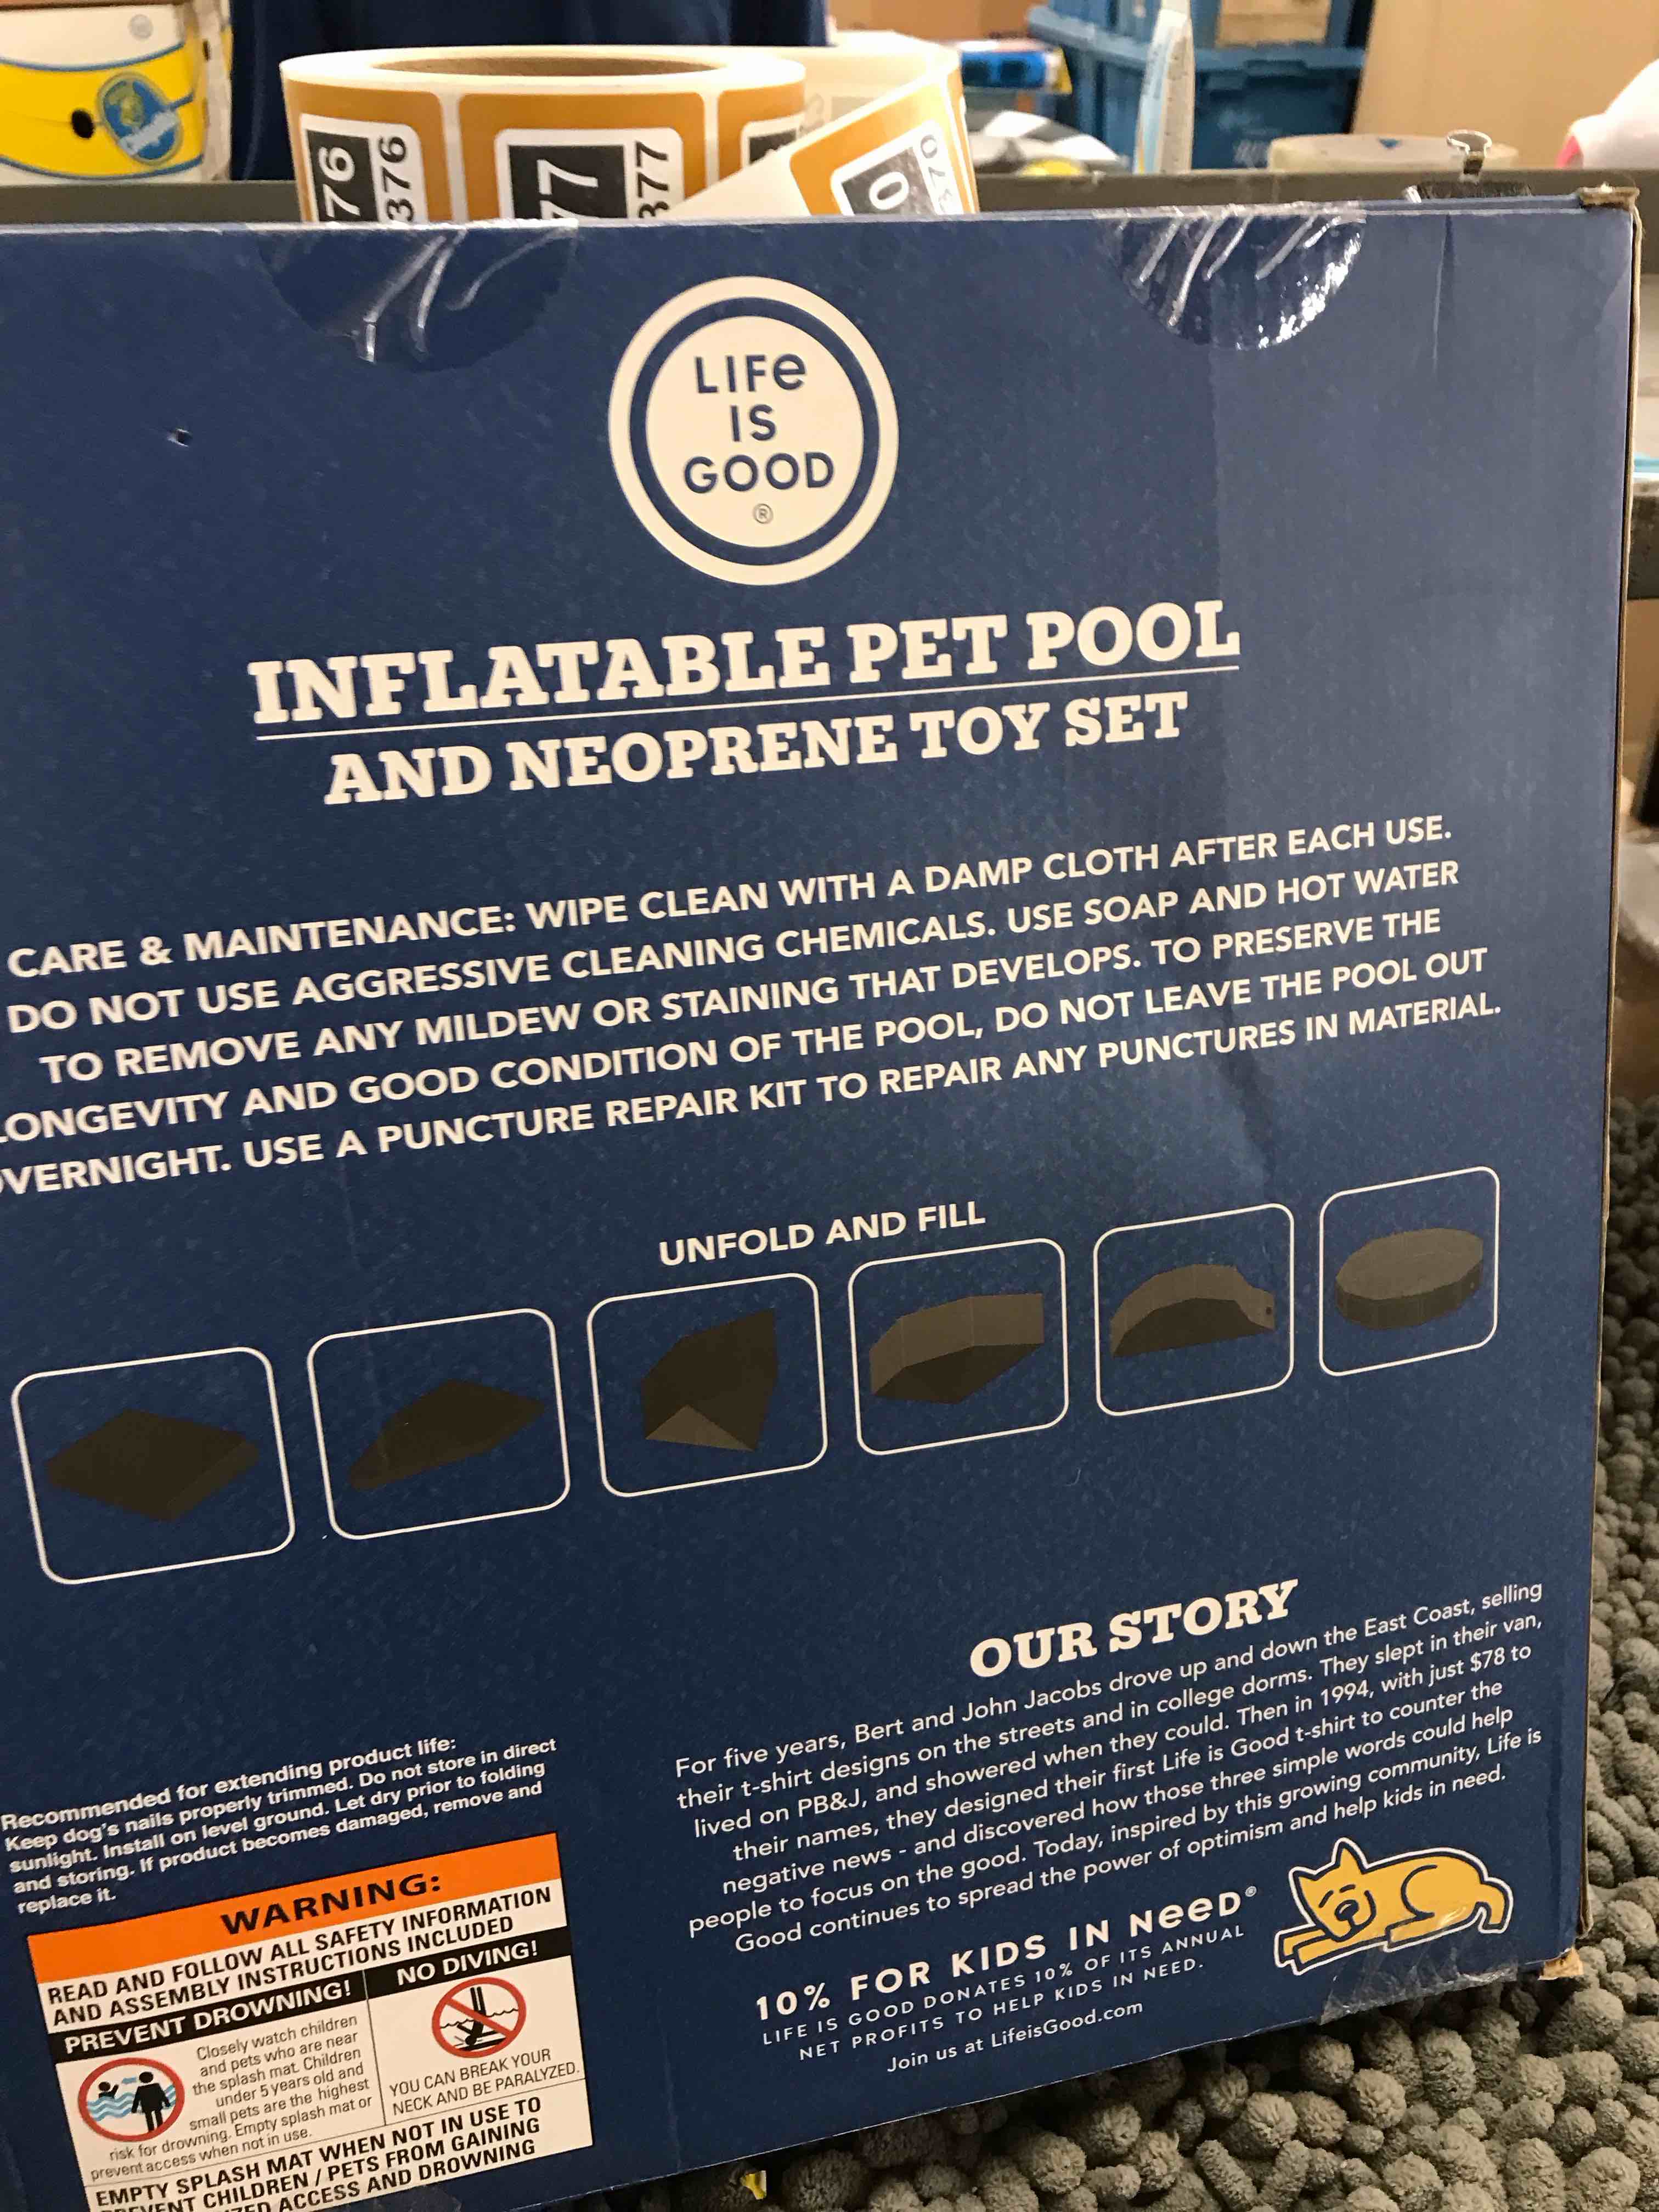 Chiquita
76
376
77
377
0
370
LIFe
IS
GOOD
®
INFLATABLE PET POOL
AND NEOPRENE TOY SET
CARE & MAINTENANCE: WIPE CLEAN WITH A DAMP CLOTH AFTER EACH USE.
DO NOT USE AGGRESSIVE CLEANING CHEMICALS. USE SOAP AND HOT WATER
TO REMOVE ANY MILDEW OR STAINING THAT DEVELOPS. TO PRESERVE THE
LONGEVITY AND GOOD CONDITION OF THE POOL, DO NOT LEAVE THE POOL OUT
OVERNIGHT. USE A PUNCTURE REPAIR KIT TO REPAIR ANY PUNCTURES IN MATERIAL.
UNFOLD AND FILL
OUR STORY
For five years, Bert and John Jacobs drove up and down the East Coast, selling
their t-shirt designs on the streets and in college dorms. They slept in their van,
lived on PB&J, and showered when they could. Then in 1994, with just $78 to
their names, they designed their first Life is Good t-shirt to counter the
negative news - and discovered how those three simple words could help
people to focus on the good. Today, inspired by this growing community, Life is
Good continues to spread the power of optimism and help kids in need.
10% FOR KIDS IN NeeD®
LIFE IS GOOD DONATES 10% OF ITS ANNUAL
NET PROFITS TO HELP KIDS IN NEED.
Join us at LifeisGood.com
Recommended for extending product life:
Keep dog's nails properly trimmed. Do not store in direct
sunlight. Install on level ground. Let dry prior to folding
and storing. If product becomes damaged, remove and
replace it.
WARNING:
READ AND FOLLOW ALL SAFETY INFORMATION
AND ASSEMBLY INSTRUCTIONS INCLUDED
PREVENT DROWNING!
Closely watch children
and pets who are near
the splash mat. Children
under 5 years old and
small pets are the highest
risk for drowning. Empty splash mat or
prevent access when not in use.
NO DIVING!
YOU CAN BREAK YOUR
NECK AND BE PARALYZED.
EMPTY SPLASH MAT WHEN NOT IN USE TO
PREVENT CHILDREN / PETS FROM GAINING
ACCESS AND DROWNING